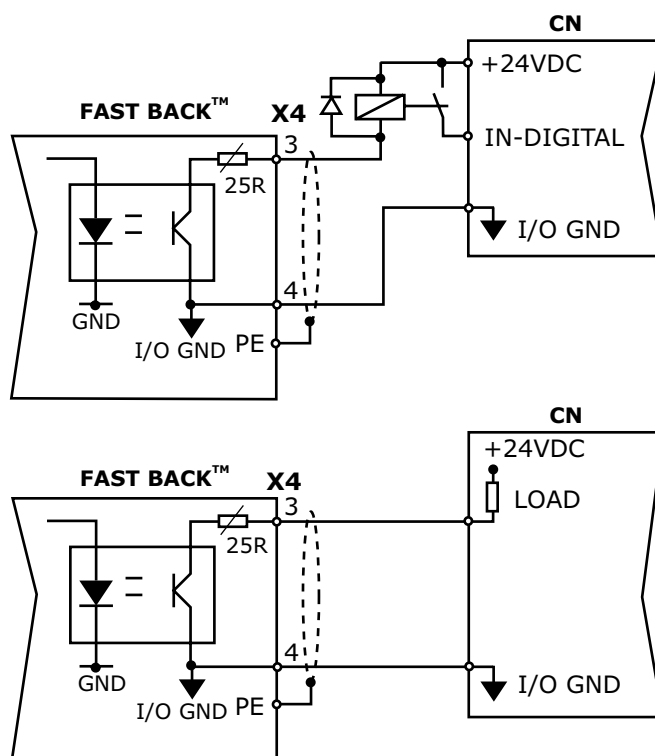 CN
+24VDC
FAST BACK™
X4
3
IN-DIGITAL
25R
I/O GND
4
GND
I/O GND
PE
CN
+24VDC
FAST BACK™
X4
3
LOAD
25R
4
GND
I/O GND
PE
I/O GND